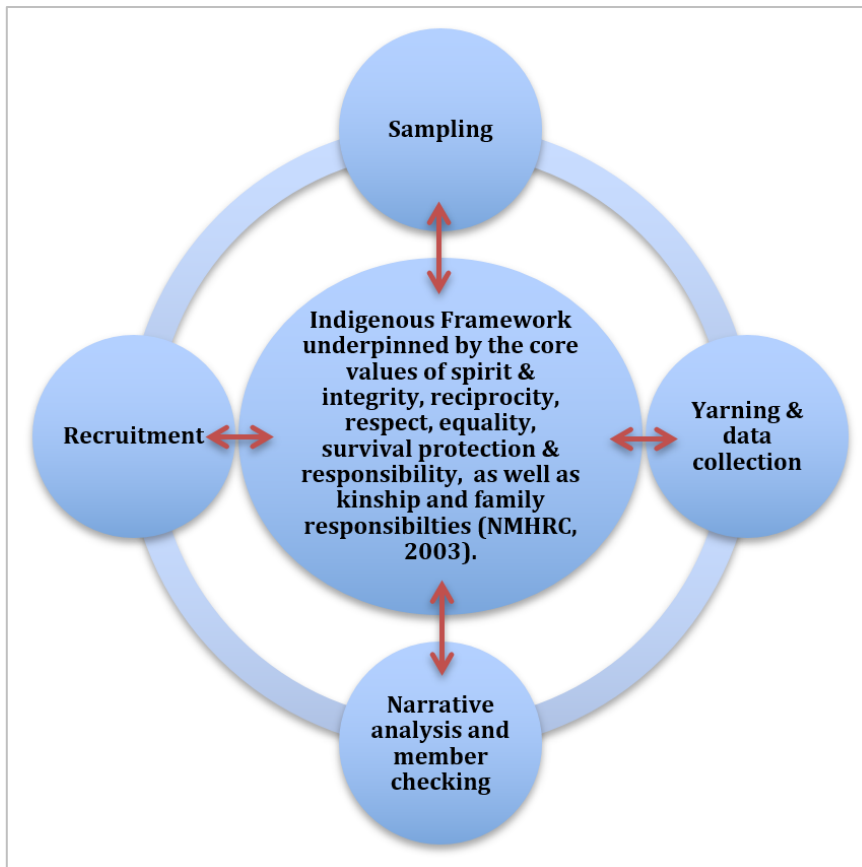 Sampling
Indigenous Framework
underpinned by the core
values of spirit &
integrity, reciprocity,
respect, equality,
survival protection &
responsibility, as well as
kinship and family
responsibilties (NMHRC,
2003).
Recruitment
Yarning &
data
collection
Narrative
analysis and
member
checking